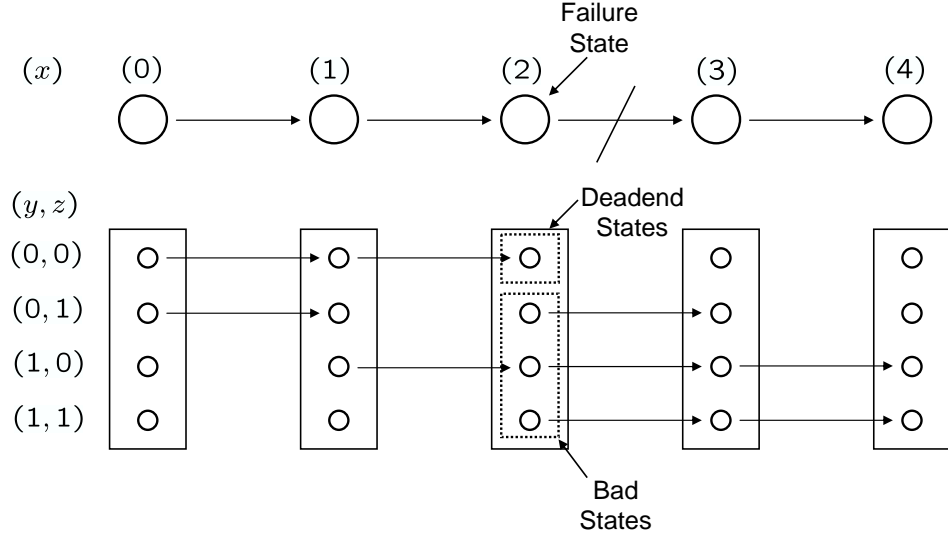 Failure
State
(x) (0) (1) (2) (3) (4)
(y, z)
Deadend
States
(0, 0)
(0, 1)
(1, 0)
(1, 1)
Bad
States